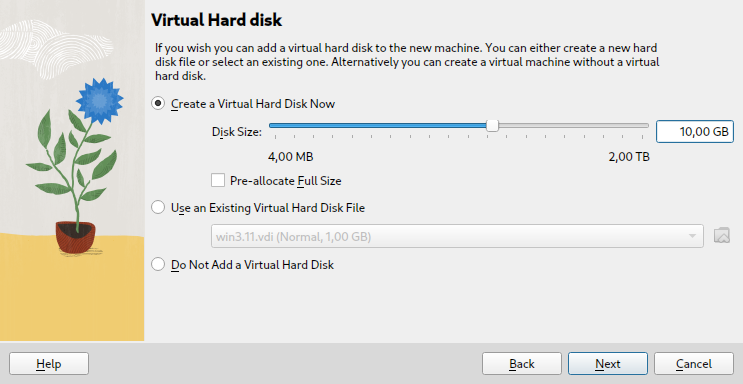 Virtual Hard disk
If you wish you can add a virtual hard disk to the new machine. You can either create a new hard
disk file or select an existing one. Alternatively you can create a virtual machine without a virtual
hard disk.
Create a Virtual Hard Disk Now
Disk Size:
10,00 GB
4,00 MB
2,00 TB
Pre-allocate Full Size
Use an Existing Virtual Hard Disk File
win3.11.vdi (Normal, 1,00 GB)
Do Not Add a Virtual Hard Disk
Help
Back
Next
Cancel